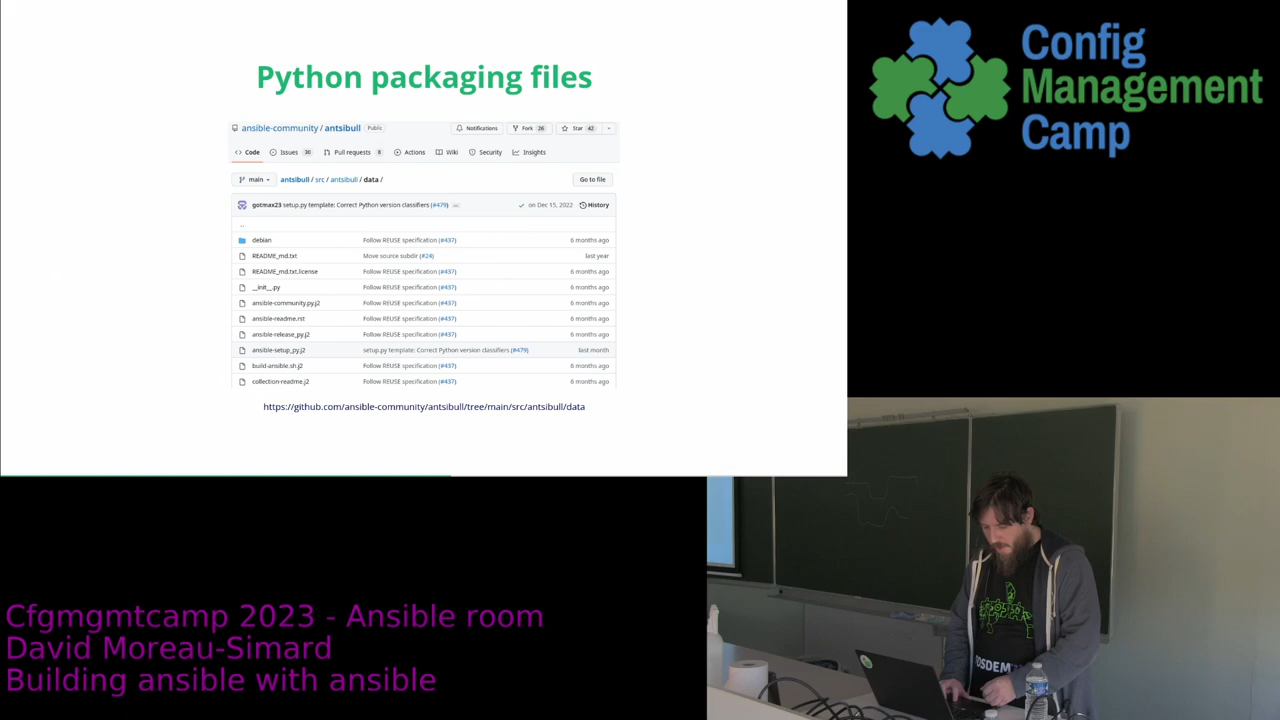 Python packaging files
ansible-community / antsibull Public
Notifications Fork 26 Star 42
Code Issues 30 Pull requests 8 Actions Wiki Security Insights
main antsibull / src / antsibull / data / Go to file
gotmax23 setup.py template: Correct Python version classifiers (#479) ... on Dec 15, 2022 History
..
debian Follow REUSE specification (#437) 6 months ago
README_md.txt Move source subdir (#24) last year
README_md.txt.license Follow REUSE specification (#437) 6 months ago
__init__.py Follow REUSE specification (#437) 6 months ago
ansible-community.py.j2 Follow REUSE specification (#437) 6 months ago
ansible-readme.rst Follow REUSE specification (#437) 6 months ago
ansible-release_py.j2 Follow REUSE specification (#437) 6 months ago
ansible-setup_py.j2 setup.py template: Correct Python version classifiers (#479) last month
build-ansible.sh.j2 Follow REUSE specification (#437) 6 months ago
collection-readme.j2 Follow REUSE specification (#437) 6 months ago
https://github.com/ansible-community/antsibull/tree/main/src/antsibull/data
Config
Management
Camp
Cfgmgmtcamp 2023 - Ansible room
David Moreau-Simard
Building ansible with ansible